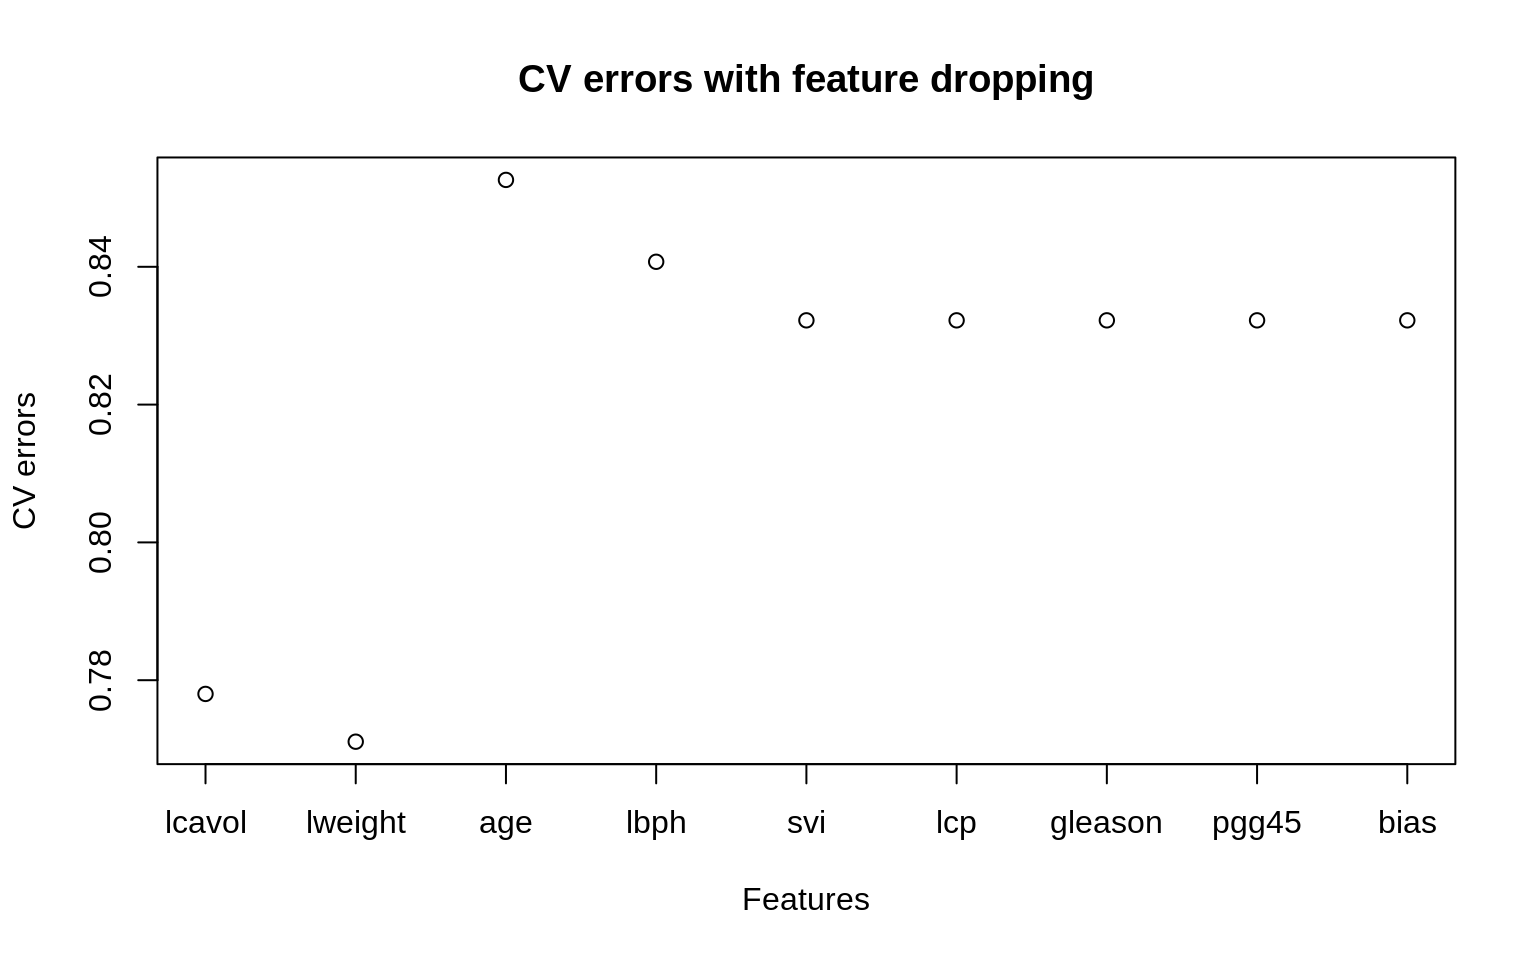 CV errors with feature dropping
CV errors
0.84
0.82
0.80
0.78
lcavol lweight age lbph svi lcp gleason pgg45 bias
Features